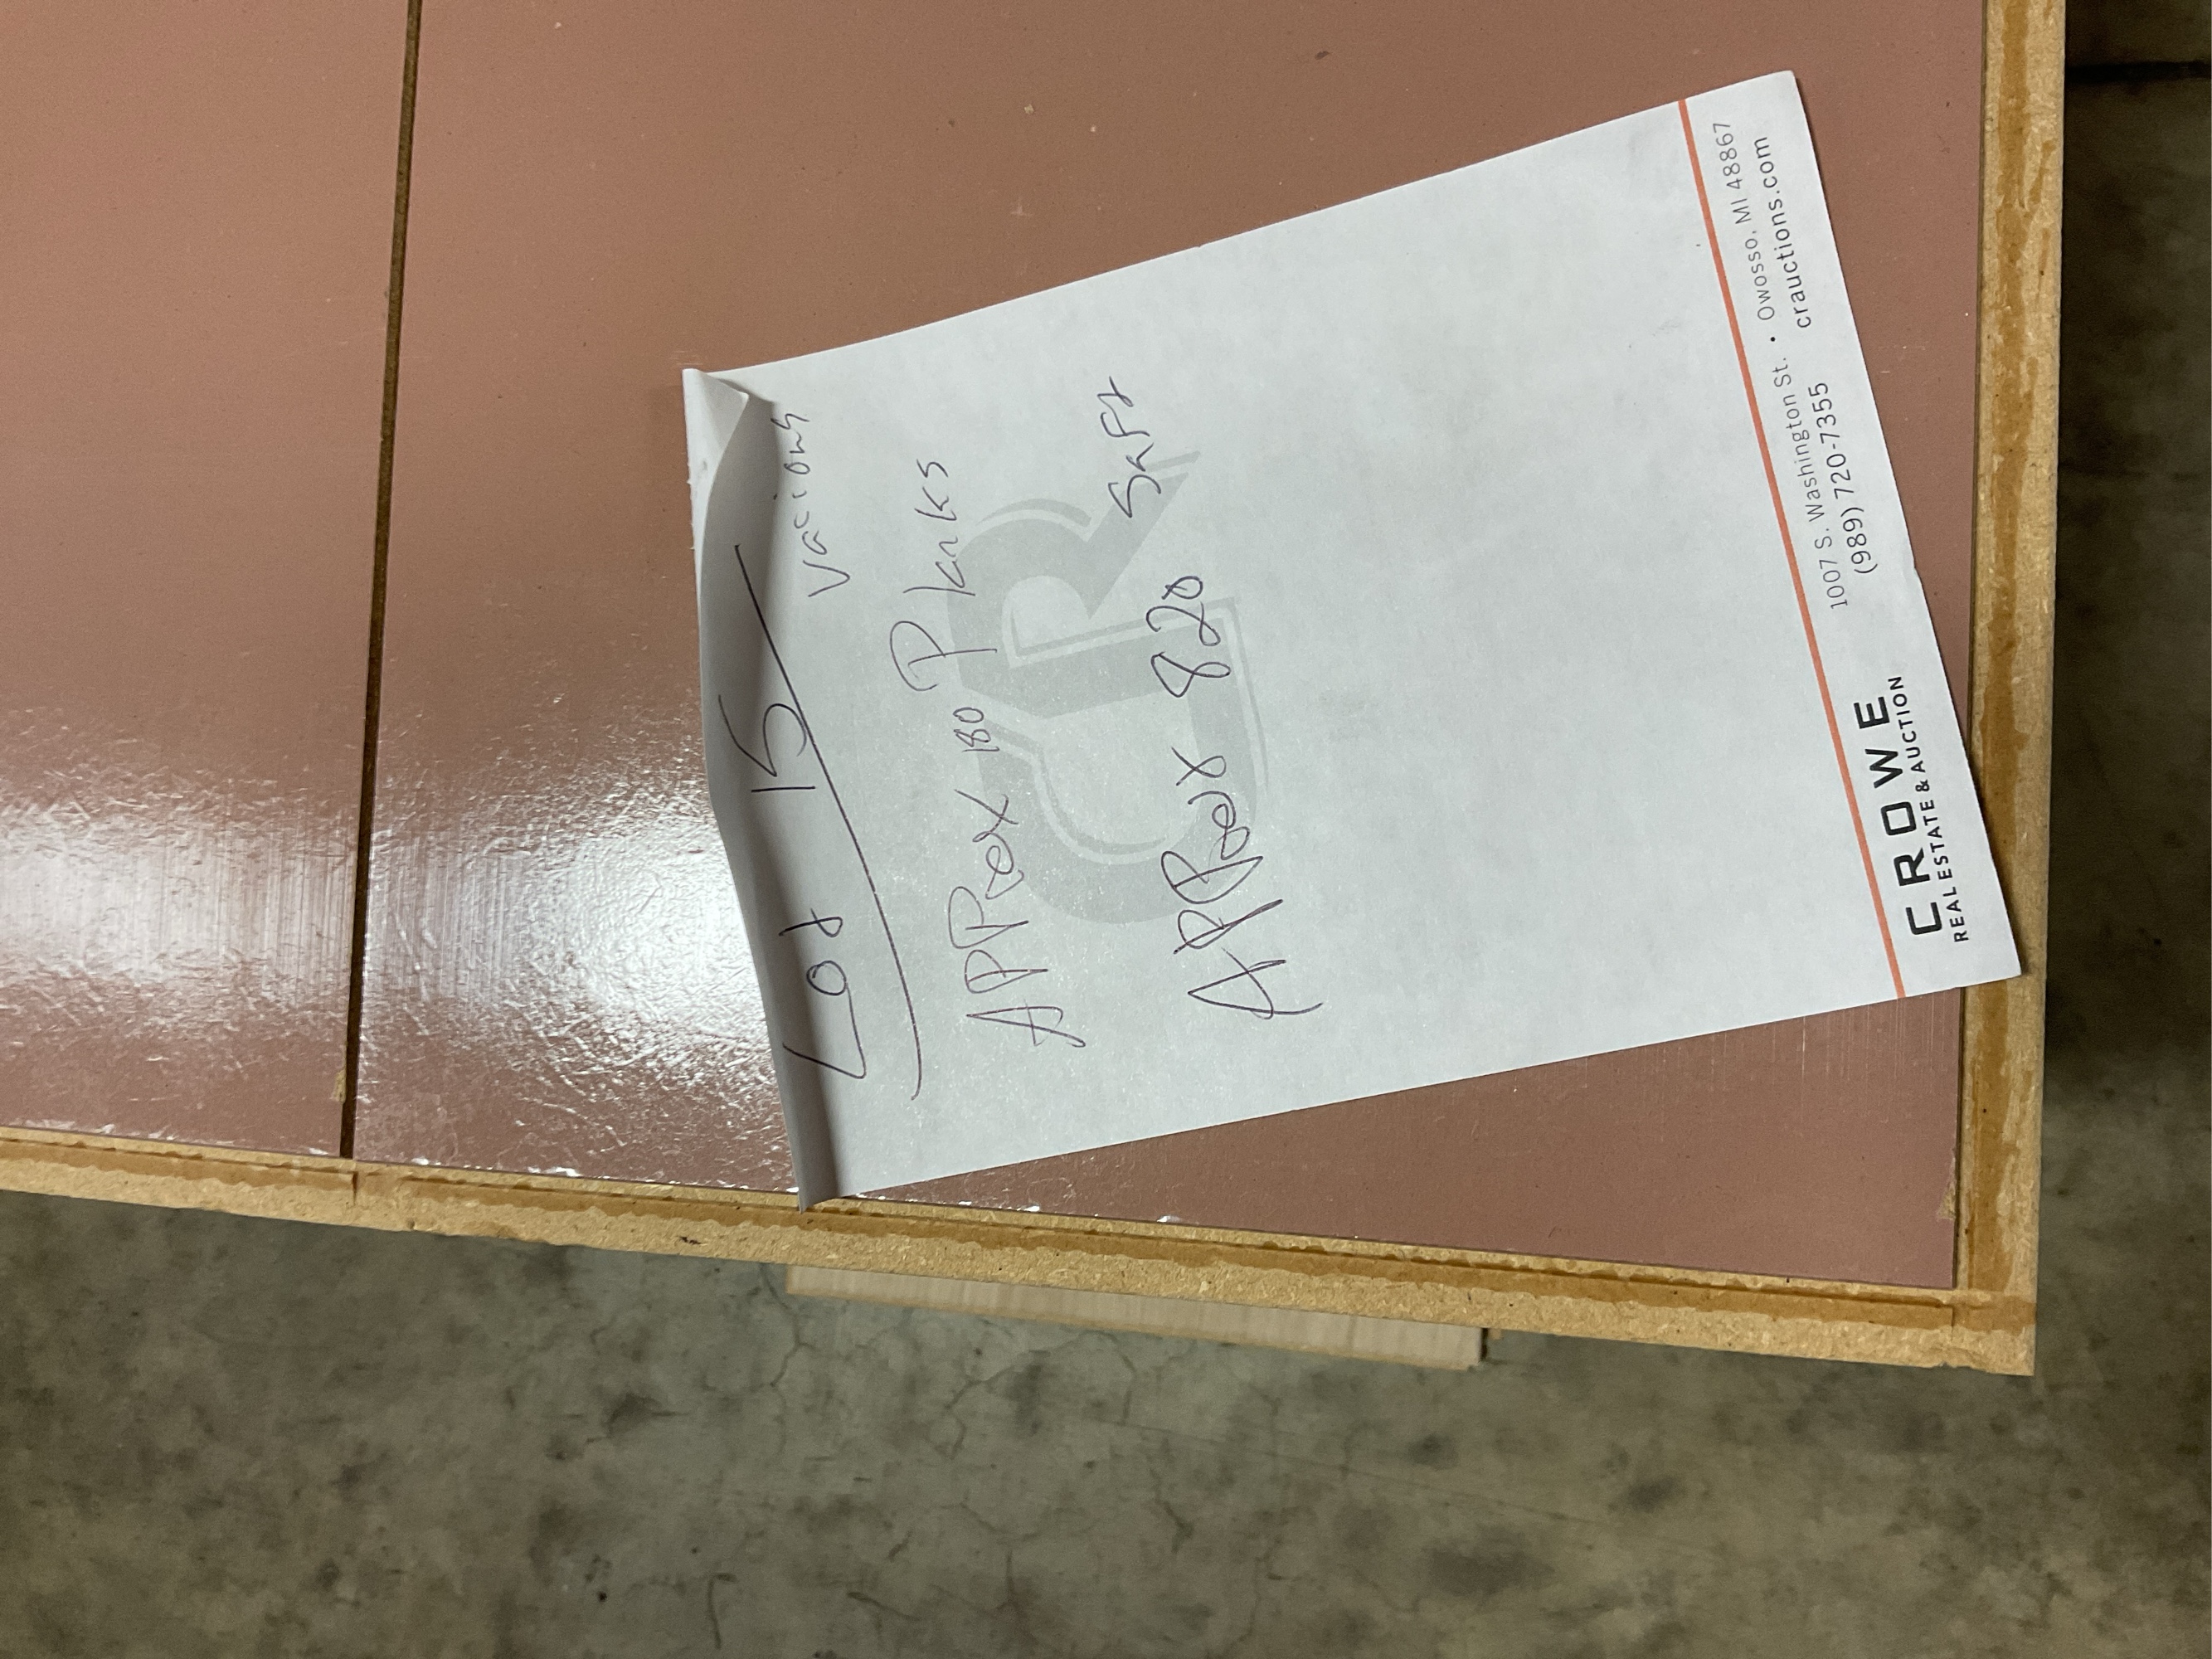 Lot 15
Various
APProx 180 Planks
APProx 820 SqFt
CR
CROWE
REAL ESTATE & AUCTION
1007 S. Washington St. • Owosso, MI 48867
(989) 720-7355 crauctions.com